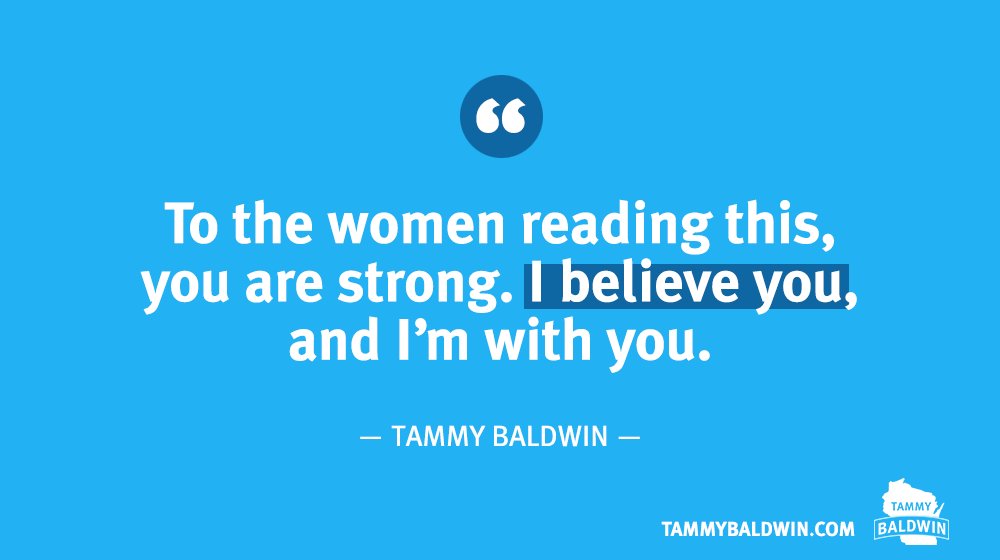 “
To the women reading this,
you are strong. I believe you,
and I’m with you.
— TAMMY BALDWIN —
TAMMYBALDWIN.COM
TAMMY
BALDWIN